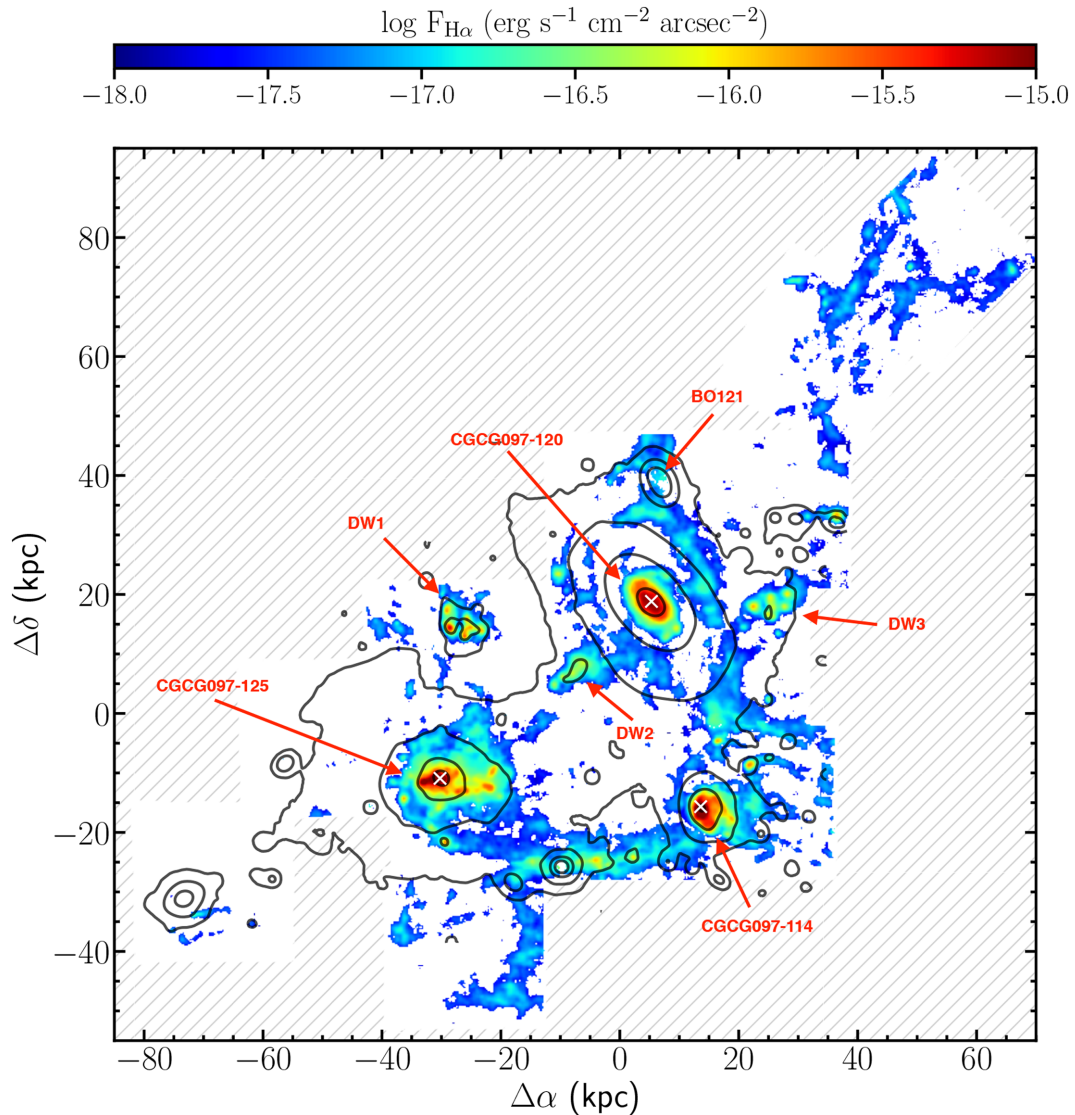 log F_Hα (erg s⁻¹ cm⁻² arcsec⁻²)
−18.0 −17.5 −17.0 −16.5 −16.0 −15.5 −15.0
80
60
BO121
CGCG097-120
40
DW1
20
DW3
Δδ (kpc)
CGCG097-125
0
DW2
−20
CGCG097-114
−40
−80 −60 −40 −20 0 20 40 60
Δα (kpc)